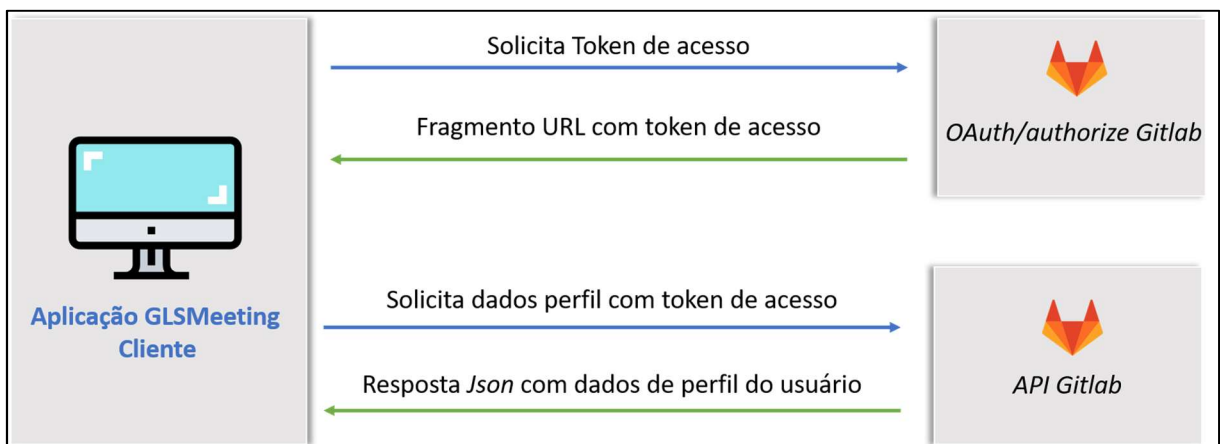 Solicita Token de acesso
Fragmento URL com token de acesso
OAuth/authorize Gitlab
Aplicação GLSMeeting
Cliente
Solicita dados perfil com token de acesso
Resposta Json com dados de perfil do usuário
API Gitlab